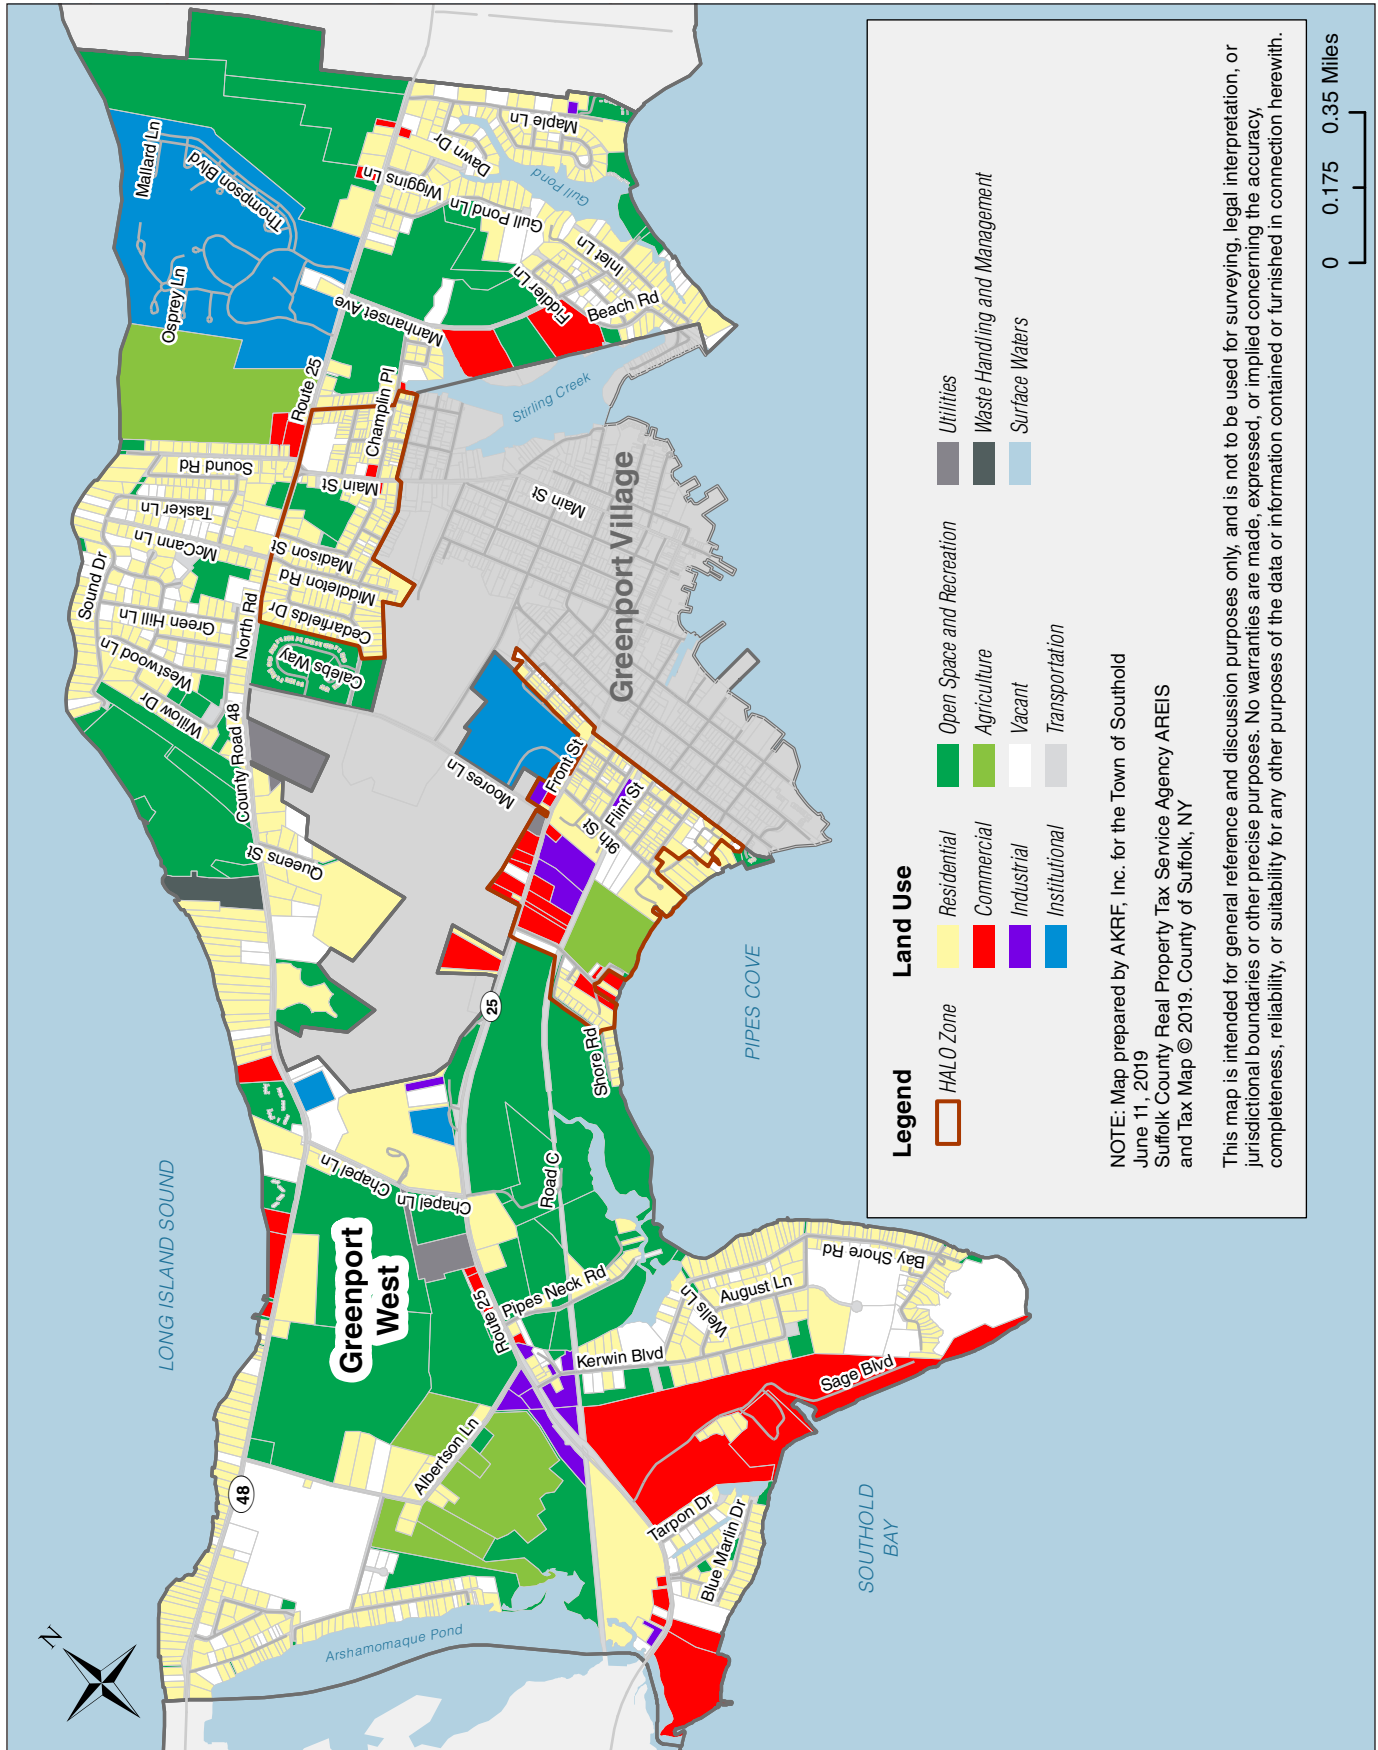 LONG ISLAND SOUND
N
48
Arshamomaque Pond
Albertson Ln
Greenport
West
Chapel Ln
Chapel Ln
Route 25
Pipes Neck Rd
Road C
Kerwin Blvd
Wells Ln
August Ln
Bay Shore Rd
Sage Blvd
Tarpon Dr
Blue Marlin Dr
SOUTHOLD
BAY
PIPES COVE
Shore Rd
25
Queens St
County Road 48
North Rd
Willow Dr
Westwood Ln
Green Hill Ln
Sound Dr
McCann Ln
Tasker Ln
Sound Rd
Calebs Way
Cedarfields Dr
Middleton Rd
Madison St
Main St
Champlin Pl
Route 25
Moores Ln
Front St
9th St
Flint St
Greenport Village
Main St
Stirling Creek
Osprey Ln
Mallard Ln
Thompson Blvd
Manhanset Ave
Fiddler Ln
Beach Rd
Inlet Ln
Gull Pond Ln
Gull Pond
Wiggins Ln
Dawn Dr
Maple Ln
Legend
HALO Zone
Land Use
Residential
Commercial
Industrial
Institutional
Open Space and Recreation
Agriculture
Vacant
Transportation
Utilities
Waste Handling and Management
Surface Waters
NOTE: Map prepared by AKRF, Inc. for the Town of Southold
June 11, 2019
Suffolk County Real Property Tax Service Agency AREIS
and Tax Map © 2019. County of Suffolk, NY
This map is intended for general reference and discussion purposes only, and is not to be used for surveying, legal interpretation, or
jurisdictional boundaries or other precise purposes. No warranties are made, expressed, or implied concerning the accuracy,
completeness, reliability, or suitability for any other purposes of the data or information contained or furnished in connection herewith.
0 0.175 0.35 Miles